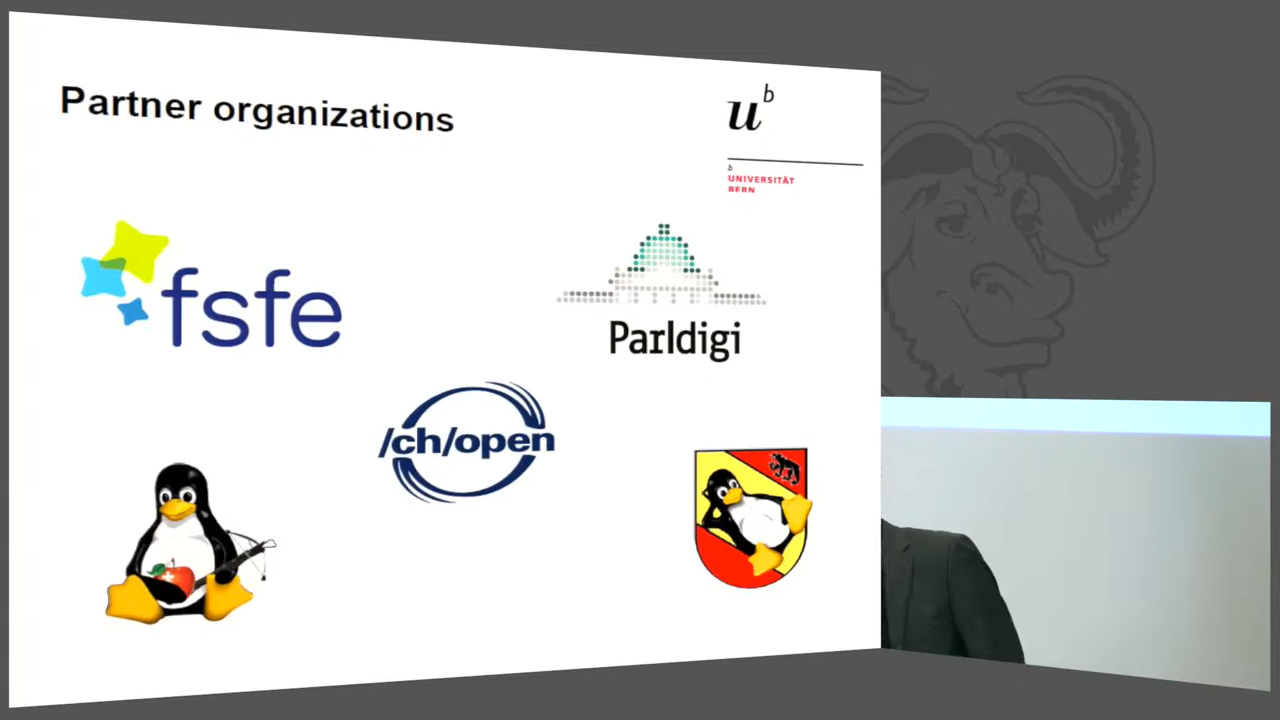 Partner organizations
u b
b
UNIVERSITÄT
BERN
fsfe
Parldigi
/ch/open